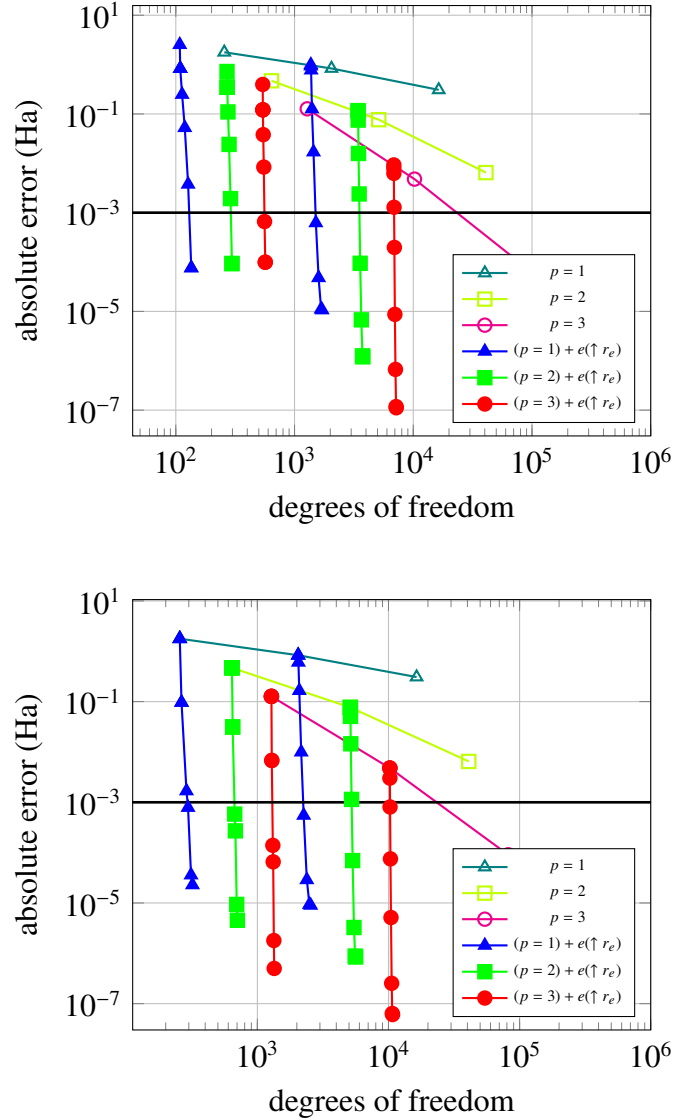 10^1
10^−1
10^−3
10^−5
10^−7
absolute error (Ha)
p = 1
p = 2
p = 3
(p = 1) + e(↑ r_e)
(p = 2) + e(↑ r_e)
(p = 3) + e(↑ r_e)
10^2 10^3 10^4 10^5 10^6
degrees of freedom
10^1
10^−1
10^−3
10^−5
10^−7
absolute error (Ha)
p = 1
p = 2
p = 3
(p = 1) + e(↑ r_e)
(p = 2) + e(↑ r_e)
(p = 3) + e(↑ r_e)
10^3 10^4 10^5 10^6
degrees of freedom